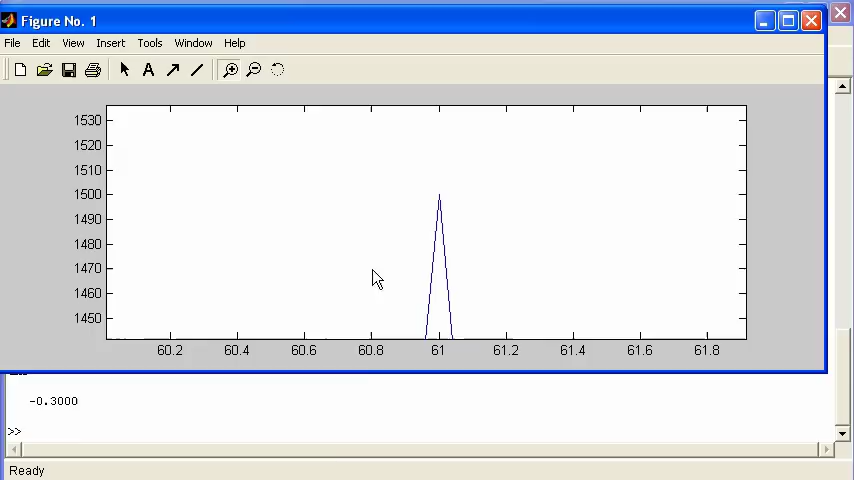 Figure No. 1
File Edit View Insert Tools Window Help
A
1530
1520
1510
1500
1490
1480
1470
1460
1450
60.2 60.4 60.6 60.8 61 61.2 61.4 61.6 61.8
-0.3000
>>
Ready